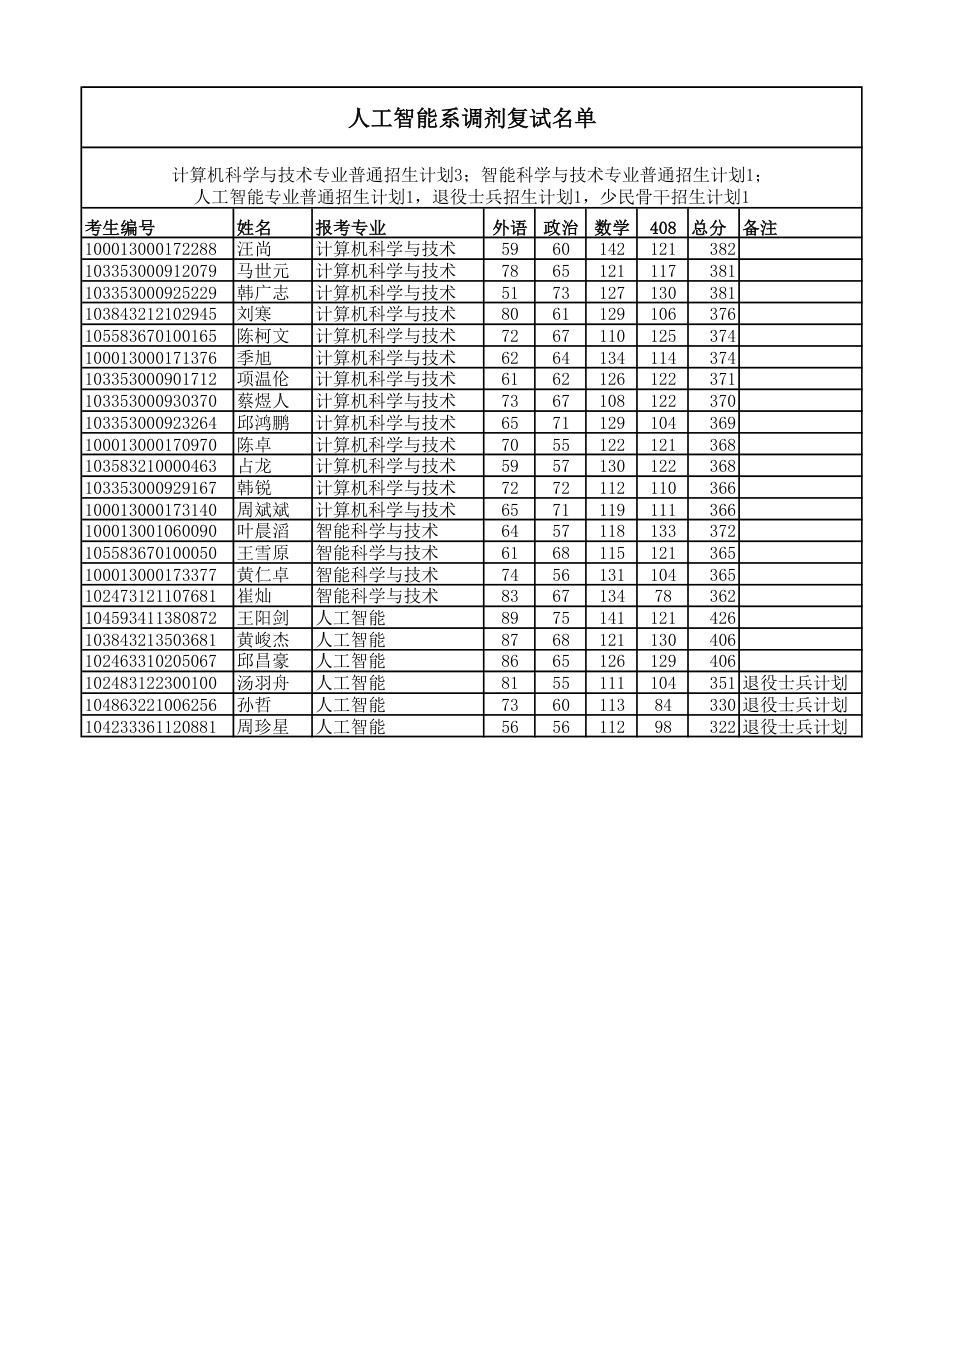 人工智能系调剂复试名单
计算机科学与技术专业普通招生计划3；智能科学与技术专业普通招生计划1；
人工智能专业普通招生计划1，退役士兵招生计划1，少民骨干招生计划1
考生编号 姓名 报考专业 外语 政治 数学 408 总分 备注
100013000172288 汪尚 计算机科学与技术 59 60 142 121 382
103353000912079 马世元 计算机科学与技术 78 65 121 117 381
103353000925229 韩广志 计算机科学与技术 51 73 127 130 381
103843212102945 刘寒 计算机科学与技术 80 61 129 106 376
105583670100165 陈柯文 计算机科学与技术 72 67 110 125 374
100013000171376 季旭 计算机科学与技术 62 64 134 114 374
103353000901712 项温伦 计算机科学与技术 61 62 126 122 371
103353000930370 蔡煜人 计算机科学与技术 73 67 108 122 370
103353000923264 邱鸿鹏 计算机科学与技术 65 71 129 104 369
100013000170970 陈卓 计算机科学与技术 70 55 122 121 368
103583210000463 占龙 计算机科学与技术 59 57 130 122 368
103353000929167 韩锐 计算机科学与技术 72 72 112 110 366
100013000173140 周斌斌 计算机科学与技术 65 71 119 111 366
100013001060090 叶晨滔 智能科学与技术 64 57 118 133 372
105583670100050 王雪原 智能科学与技术 61 68 115 121 365
100013000173377 黄仁卓 智能科学与技术 74 56 131 104 365
102473121107681 崔灿 智能科学与技术 83 67 134 78 362
104593411380872 王阳剑 人工智能 89 75 141 121 426
103843213503681 黄峻杰 人工智能 87 68 121 130 406
102463310205067 邱昌豪 人工智能 86 65 126 129 406
102483122300100 汤羽舟 人工智能 81 55 111 104 351 退役士兵计划
104863221006256 孙哲 人工智能 73 60 113 84 330 退役士兵计划
104233361120881 周珍星 人工智能 56 56 112 98 322 退役士兵计划